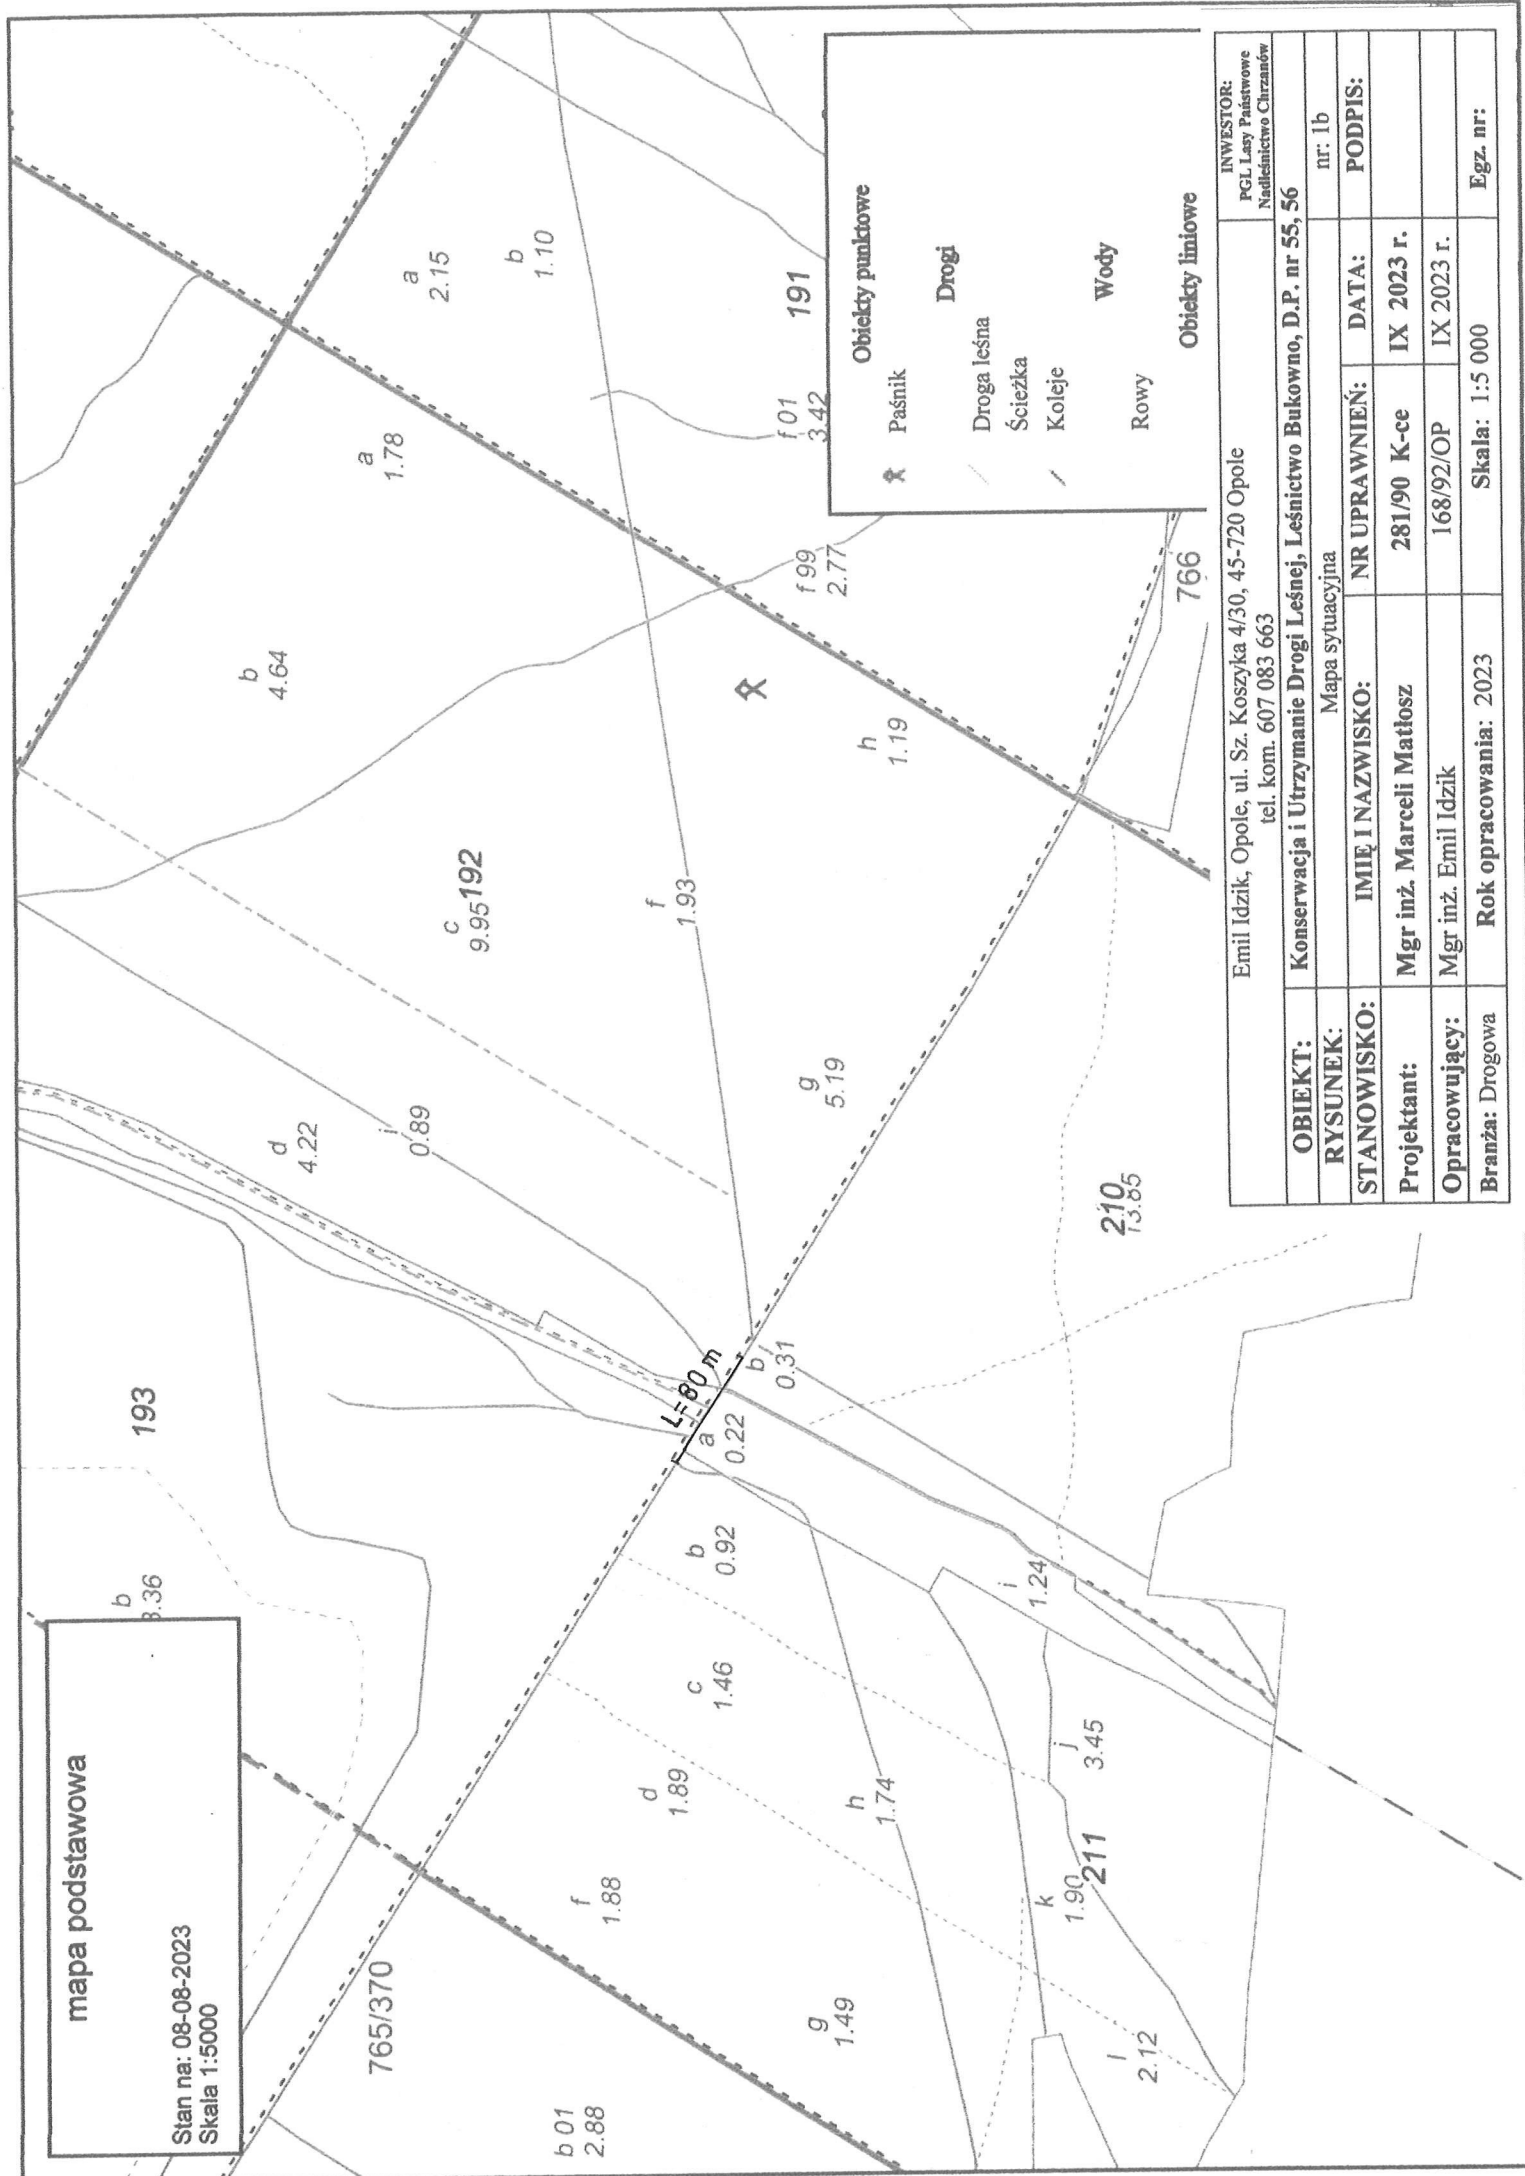 mapa podstawowa
Stan na: 08-08-2023
Skala 1:5000
193
b
765/370
b 01
2.88
f
1.88
g
1.49
d
1.89
c
1.46
b
0.92
h
1.74
k
1.90
211
j
3.45
i
1.24
l
2.12
L=80 m
a
0.22
b
0.31
d
4.22
i
0.89
c
9.95
192
b
4.64
a
1.78
a
2.15
b
1.10
191
f 01
3.42
f 99
2.77
f
1.93
h
1.19
g
5.19
210
13.85
766
Obiekty punktowe
Paśnik
Drogi
Droga leśna
Ścieżka
Koleje
Wody
Rowy
Obiekty liniowe
Emil Idzik, Opole, ul. Sz. Koszyka 4/30, 45-720 Opole
tel. kom. 607 083 663
INWESTOR:
PGL Lasy Państwowe
Nadleśnictwo Chrzanów
OBIEKT: Konserwacja i Utrzymanie Drogi Leśnej, Leśnictwo Bukowno, D.P. nr 55, 56
RYSUNEK: Mapa sytuacyjna nr: 1b
STANOWISKO: IMIĘ I NAZWISKO: NR UPRAWNIEŃ: DATA: PODPIS:
Projektant: Mgr inż. Marceli Matłosz 281/90 K-ce IX 2023 r.
Opracowujący: Mgr inż. Emil Idzik 168/92/OP IX 2023 r.
Branża: Drogowa Rok opracowania: 2023 Skala: 1:5 000 Egz. nr: